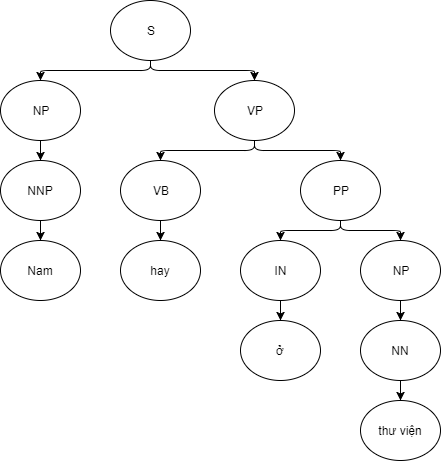 S
NP VP
NNP VB PP
Nam hay IN NP
ở NN
thư viện